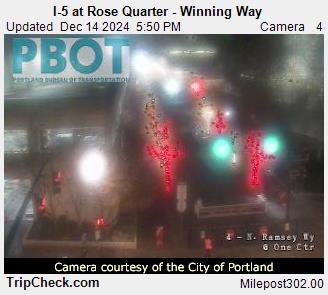 I-5 at Rose Quarter - Winning Way
Updated Dec 14 2024 5:50 PM Camera 4
PBOT
PORTLAND BUREAU OF TRANSPORTATION
4 - N. Ramsey Wy
@ One Ctr
Camera courtesy of the City of Portland
TripCheck.com Milepost302.00